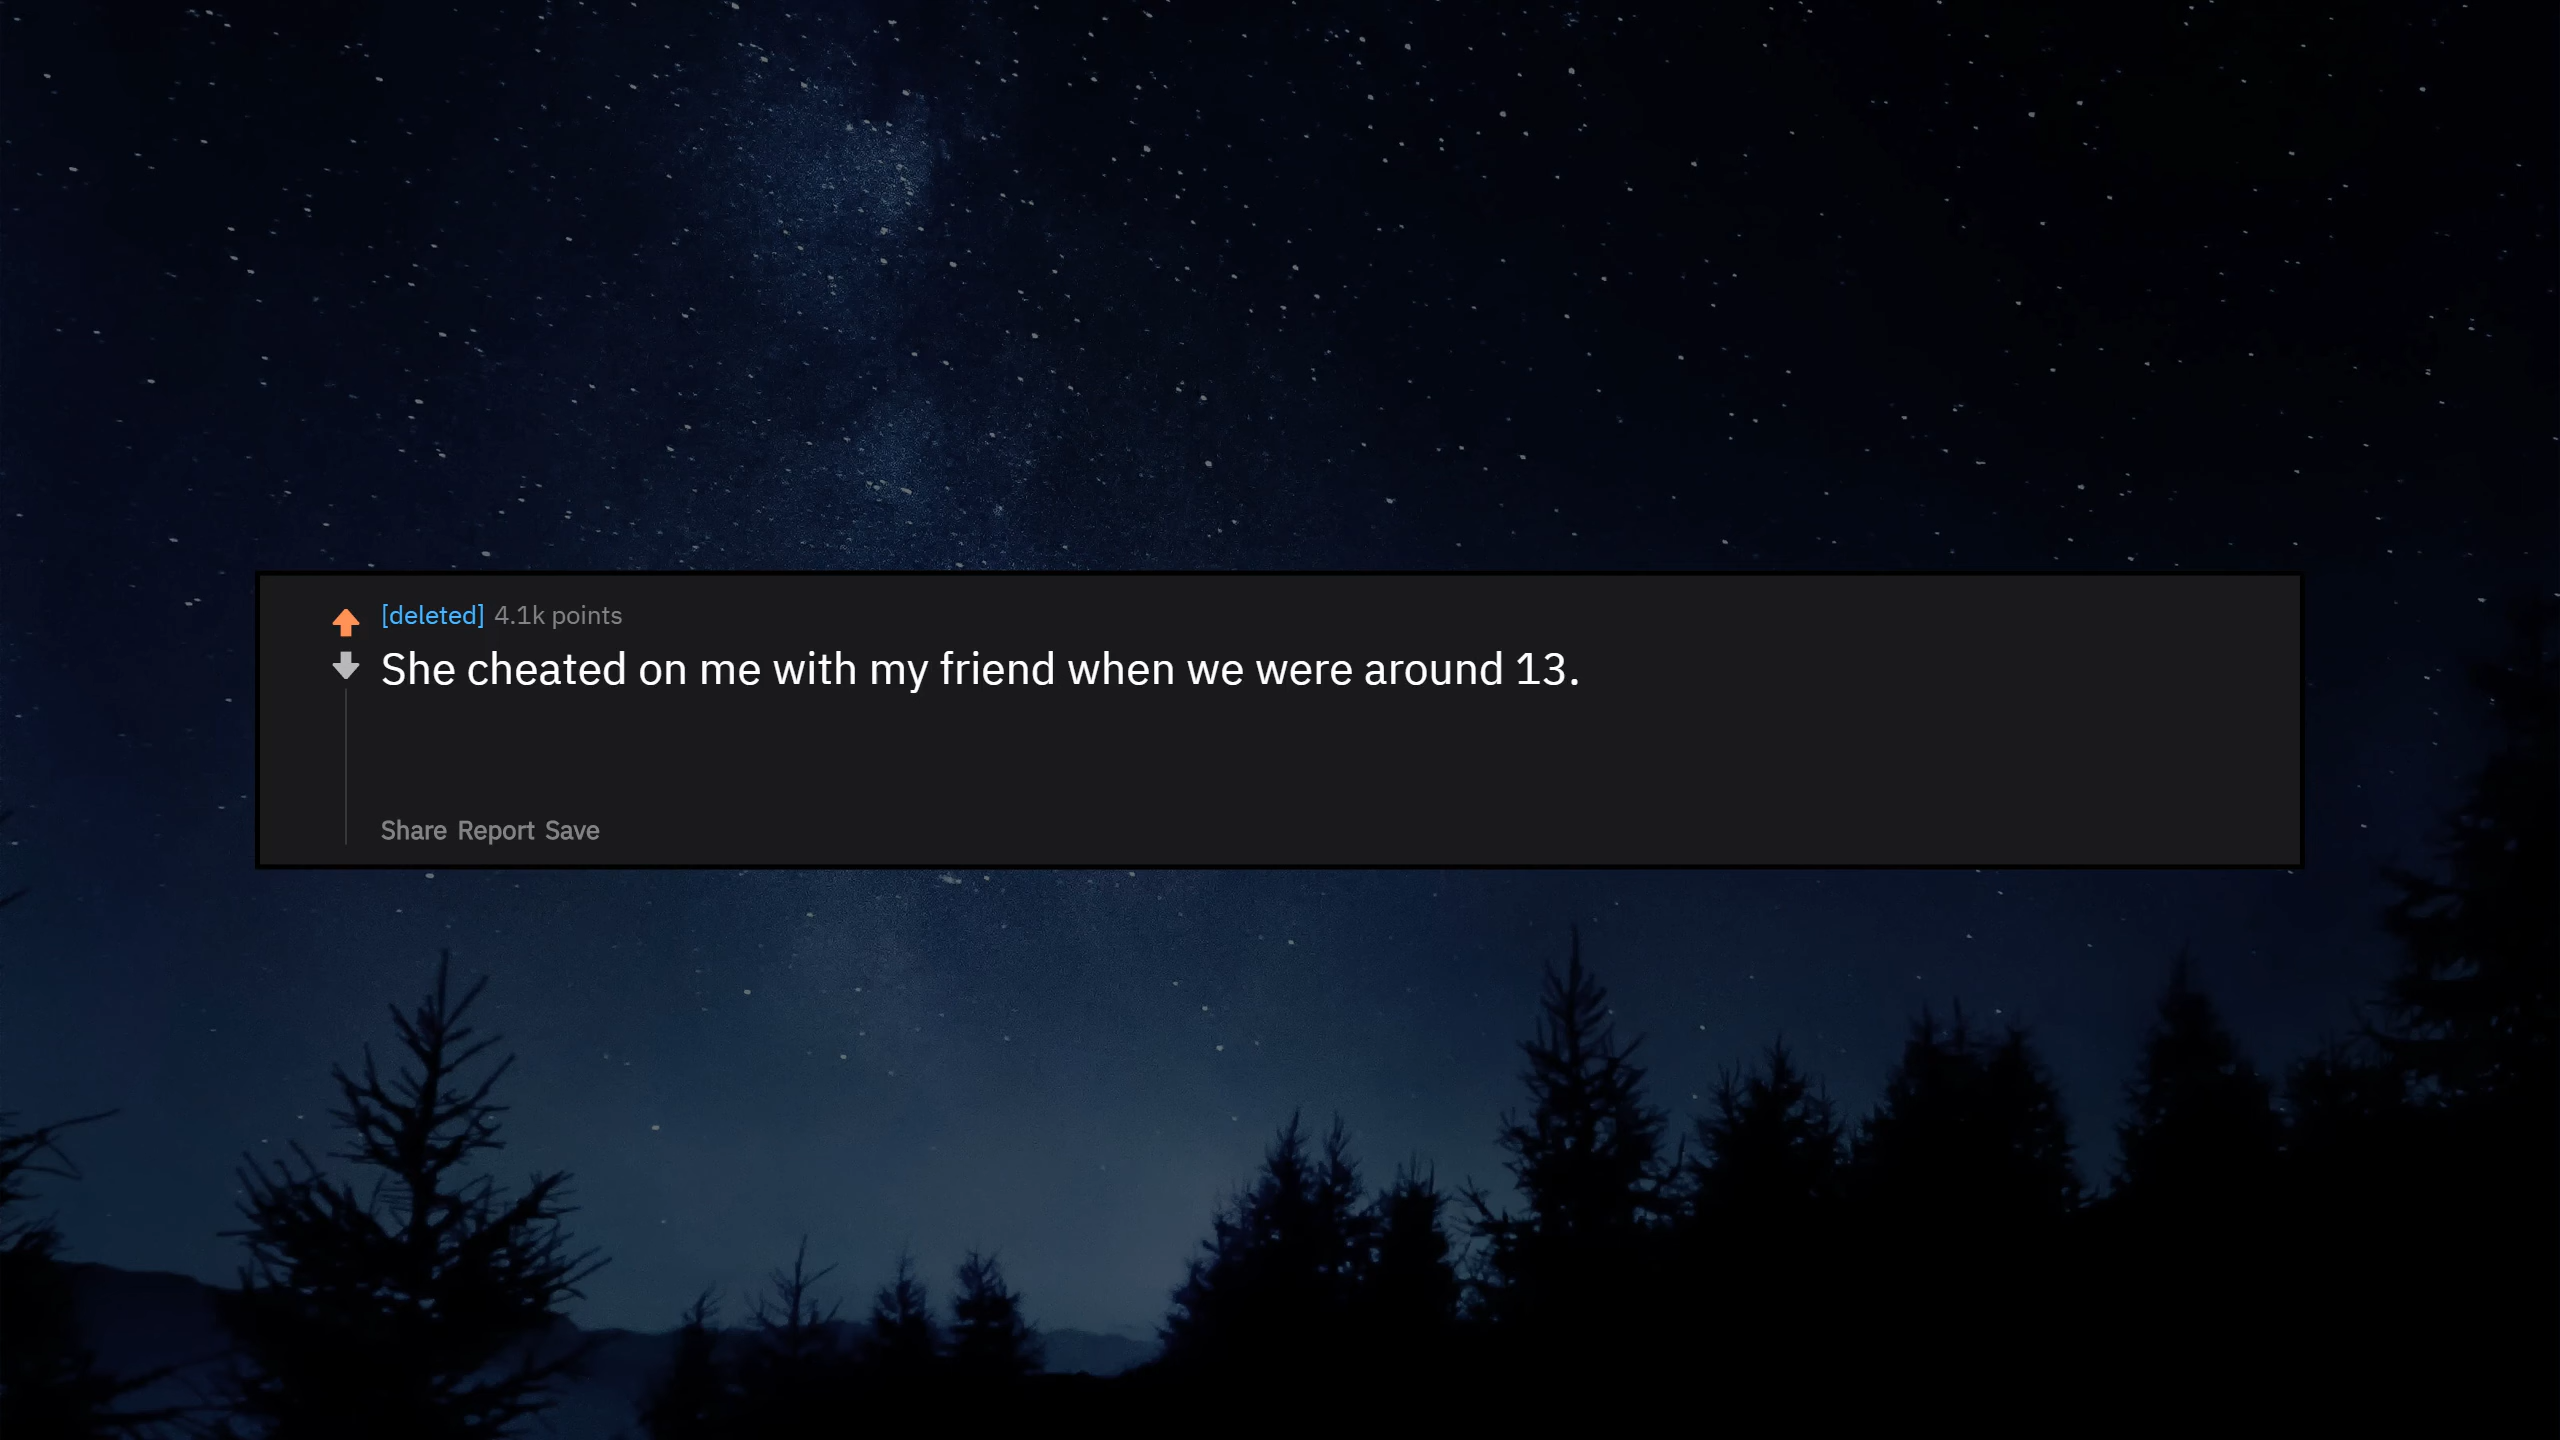 [deleted] 4.1k points
She cheated on me with my friend when we were around 13.
Share Report Save